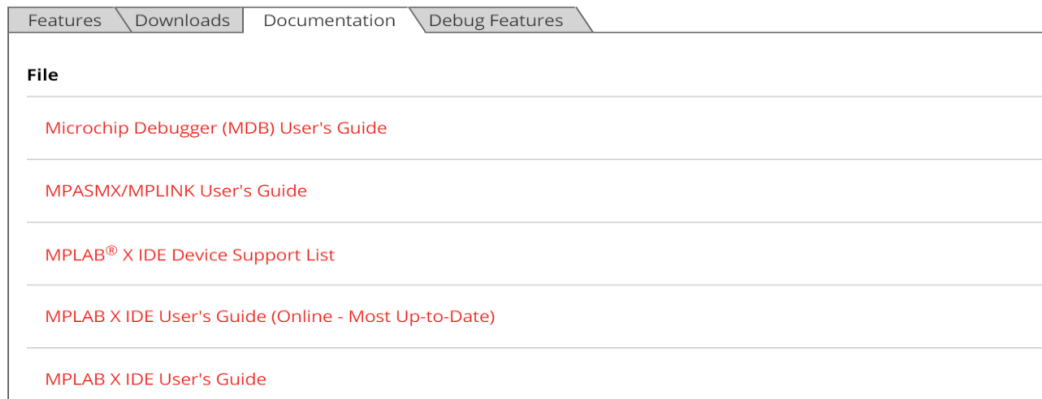 Features Downloads Documentation Debug Features
File
Microchip Debugger (MDB) User's Guide
MPASMX/MPLINK User's Guide
MPLAB® X IDE Device Support List
MPLAB X IDE User's Guide (Online - Most Up-to-Date)
MPLAB X IDE User's Guide